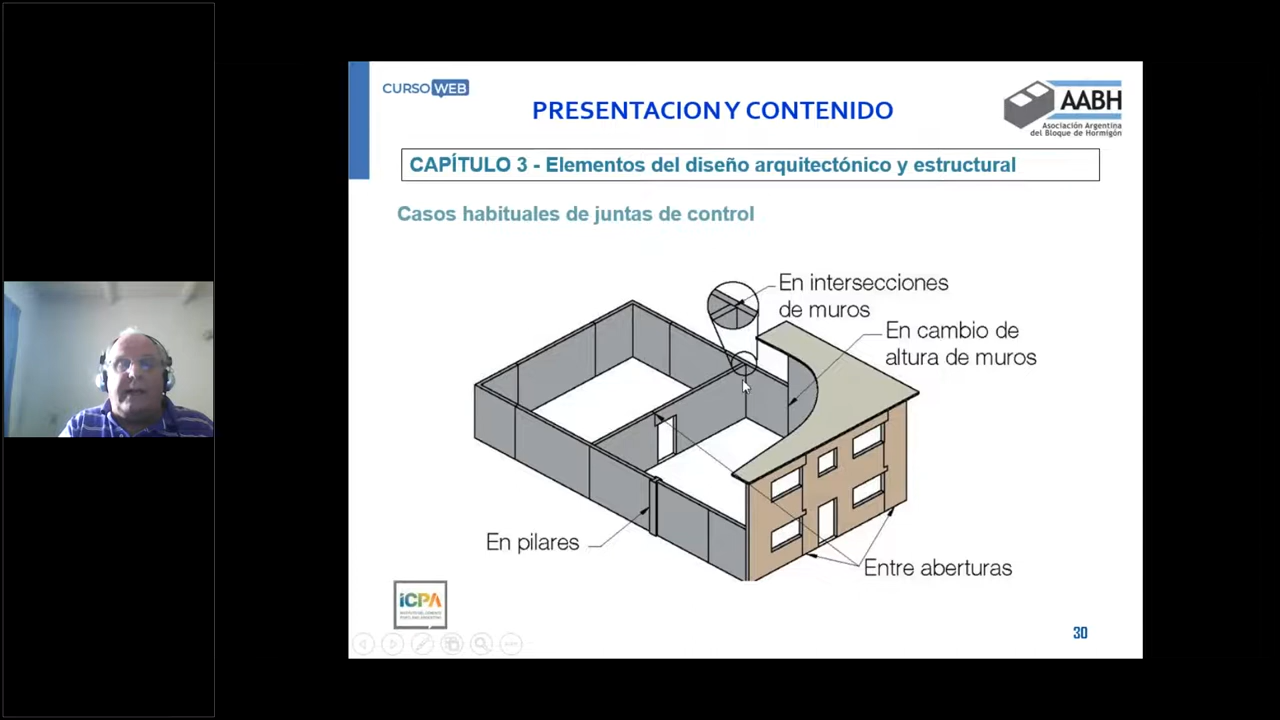 CURSO WEB
PRESENTACION Y CONTENIDO
AABH
Asociación Argentina
del Bloque de Hormigón
CAPÍTULO 3 - Elementos del diseño arquitectónico y estructural
Casos habituales de juntas de control
En intersecciones
de muros
En cambio de
altura de muros
En pilares
Entre aberturas
iCPA
30